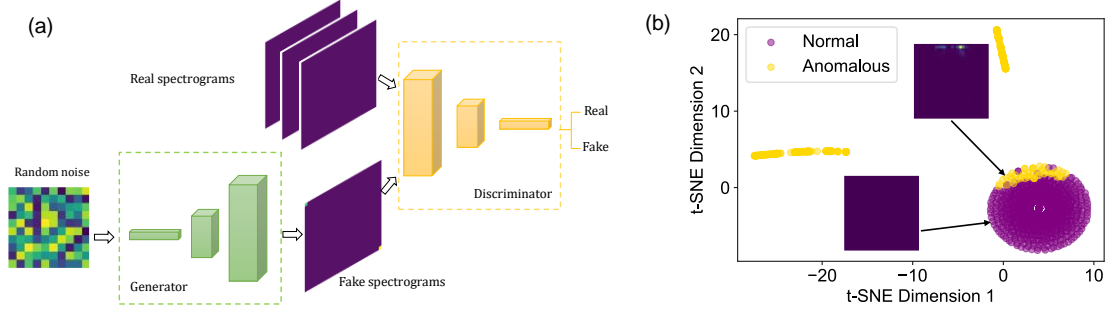 (a)
Real spectrograms
Real
Fake
Discriminator
Random noise
Generator
Fake spectrograms
(b)
Normal
Anomalous
t-SNE Dimension 2
20
10
0
−20
−10
0
10
t-SNE Dimension 1